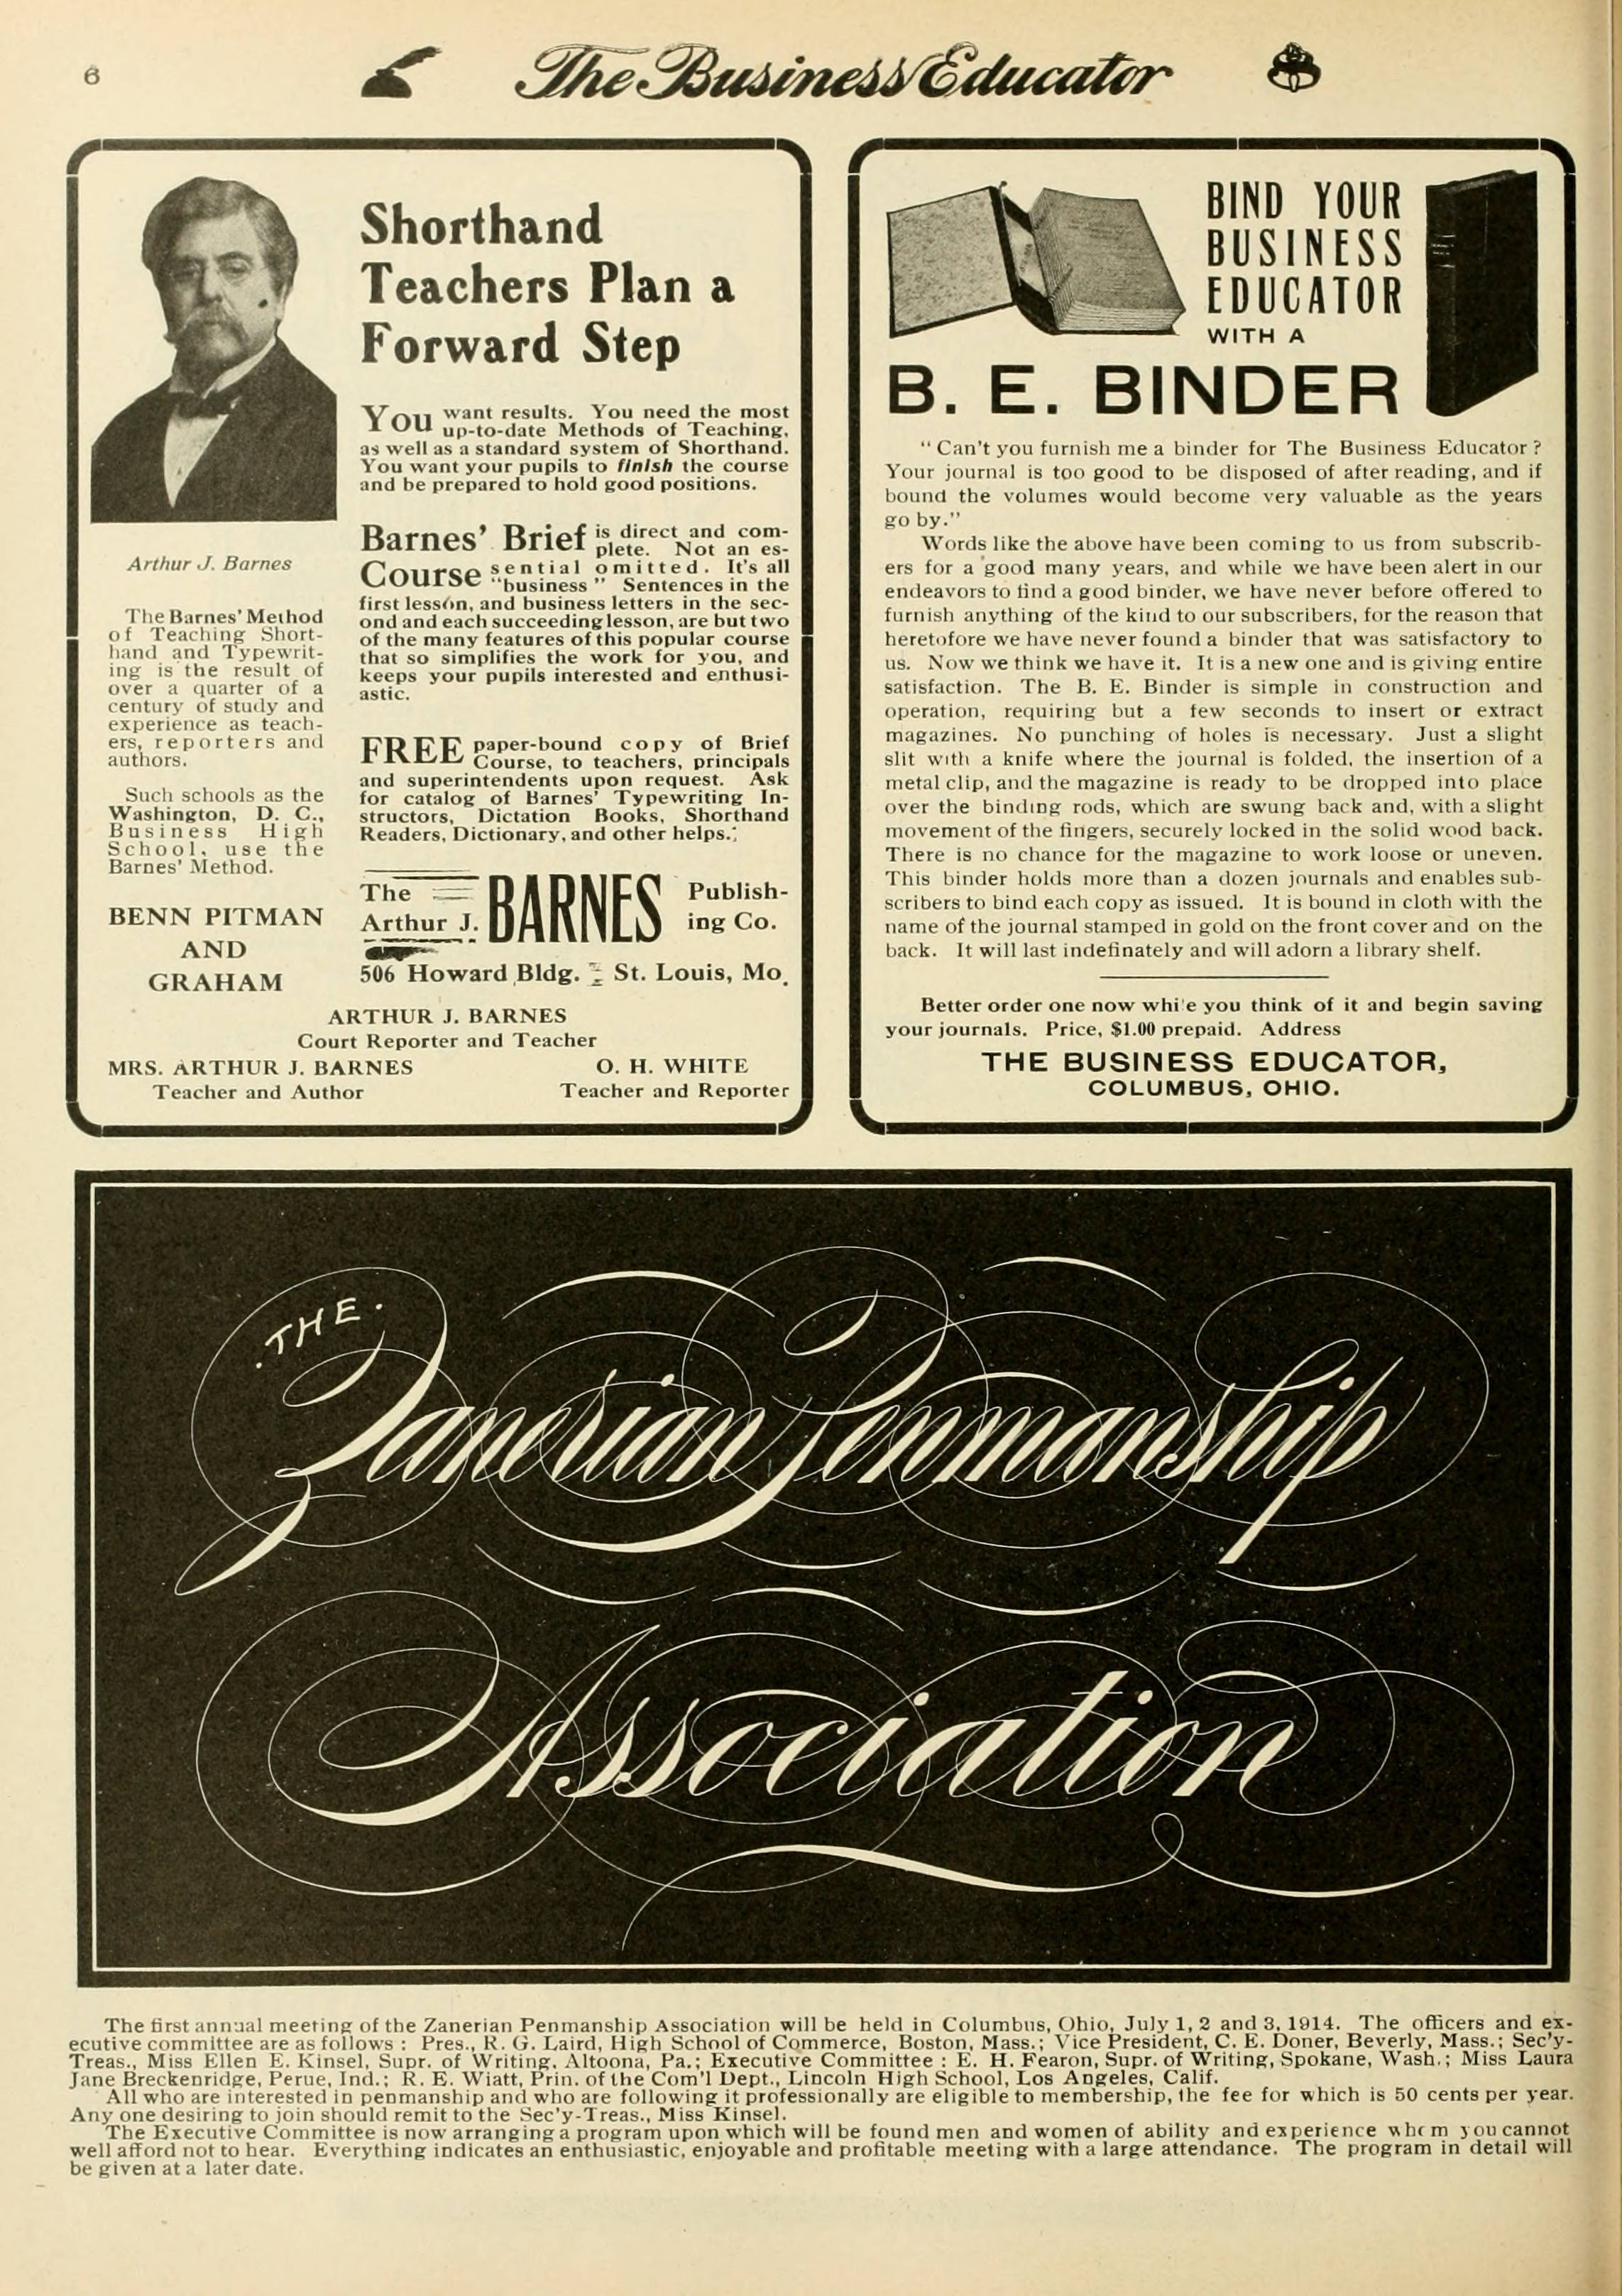 6
The Business Educator
Shorthand
Teachers Plan a
Forward Step
You want results. You need the most
up-to-date Methods of Teaching,
as well as a standard system of Shorthand.
You want your pupils to finish the course
and be prepared to hold good positions.
Barnes' Brief is direct and com-
plete. Not an es-
Course sential omitted. It's all
"business" Sentences in the
first lesson, and business letters in the sec-
ond and each succeeding lesson, are but two
of the many features of this popular course
that so simplifies the work for you, and
keeps your pupils interested and enthusi-
astic.
FREE paper-bound copy of Brief
Course, to teachers, principals
and superintendents upon request. Ask
for catalog of Barnes' Typewriting In-
structors, Dictation Books, Shorthand
Readers, Dictionary, and other helps.
Arthur J. Barnes
The Barnes' Method
of Teaching Short-
hand and Typewrit-
ing is the result of
over a quarter of a
century of study and
experience as teach-
ers, reporters and
authors.
Such schools as the
Washington, D. C.,
Business High
School, use the
Barnes' Method.
BENN PITMAN
AND
GRAHAM
The Arthur J. BARNES Publish-
ing Co.
506 Howard Bldg. St. Louis, Mo.
ARTHUR J. BARNES
Court Reporter and Teacher
MRS. ARTHUR J. BARNES
Teacher and Author
O. H. WHITE
Teacher and Reporter
BIND YOUR
BUSINESS
EDUCATOR
WITH A
B. E. BINDER
"Can't you furnish me a binder for The Business Educator?
Your journal is too good to be disposed of after reading, and if
bound the volumes would become very valuable as the years
go by."
Words like the above have been coming to us from subscrib-
ers for a good many years, and while we have been alert in our
endeavors to find a good binder, we have never before offered to
furnish anything of the kind to our subscribers, for the reason that
heretofore we have never found a binder that was satisfactory to
us. Now we think we have it. It is a new one and is giving entire
satisfaction. The B. E. Binder is simple in construction and
operation, requiring but a few seconds to insert or extract
magazines. No punching of holes is necessary. Just a slight
slit with a knife where the journal is folded, the insertion of a
metal clip, and the magazine is ready to be dropped into place
over the binding rods, which are swung back and, with a slight
movement of the fingers, securely locked in the solid wood back.
There is no chance for the magazine to work loose or uneven.
This binder holds more than a dozen journals and enables sub-
scribers to bind each copy as issued. It is bound in cloth with the
name of the journal stamped in gold on the front cover and on the
back. It will last indefinately and will adorn a library shelf.
Better order one now while you think of it and begin saving
your journals. Price, $1.00 prepaid. Address
THE BUSINESS EDUCATOR,
COLUMBUS, OHIO.
THE
Zanerian Penmanship
Association
The first annual meeting of the Zanerian Penmanship Association will be held in Columbus, Ohio, July 1, 2 and 3, 1914. The officers and ex-
ecutive committee are as follows : Pres., R. G. Laird, High School of Commerce, Boston, Mass.; Vice President, C. E. Doner, Beverly, Mass.; Sec'y-
Treas., Miss Ellen E. Kinsel, Supr. of Writing, Altoona, Pa.; Executive Committee : E. H. Fearon, Supr. of Writing, Spokane, Wash.; Miss Laura
Jane Breckenridge, Perue, Ind.; R. E. Wiatt, Prin. of the Com'l Dept., Lincoln High School, Los Angeles, Calif.
All who are interested in penmanship and who are following it professionally are eligible to membership, the fee for which is 50 cents per year.
Any one desiring to join should remit to the Sec'y-Treas., Miss Kinsel.
The Executive Committee is now arranging a program upon which will be found men and women of ability and experience whom you cannot
well afford not to hear. Everything indicates an enthusiastic, enjoyable and profitable meeting with a large attendance. The program in detail will
be given at a later date.